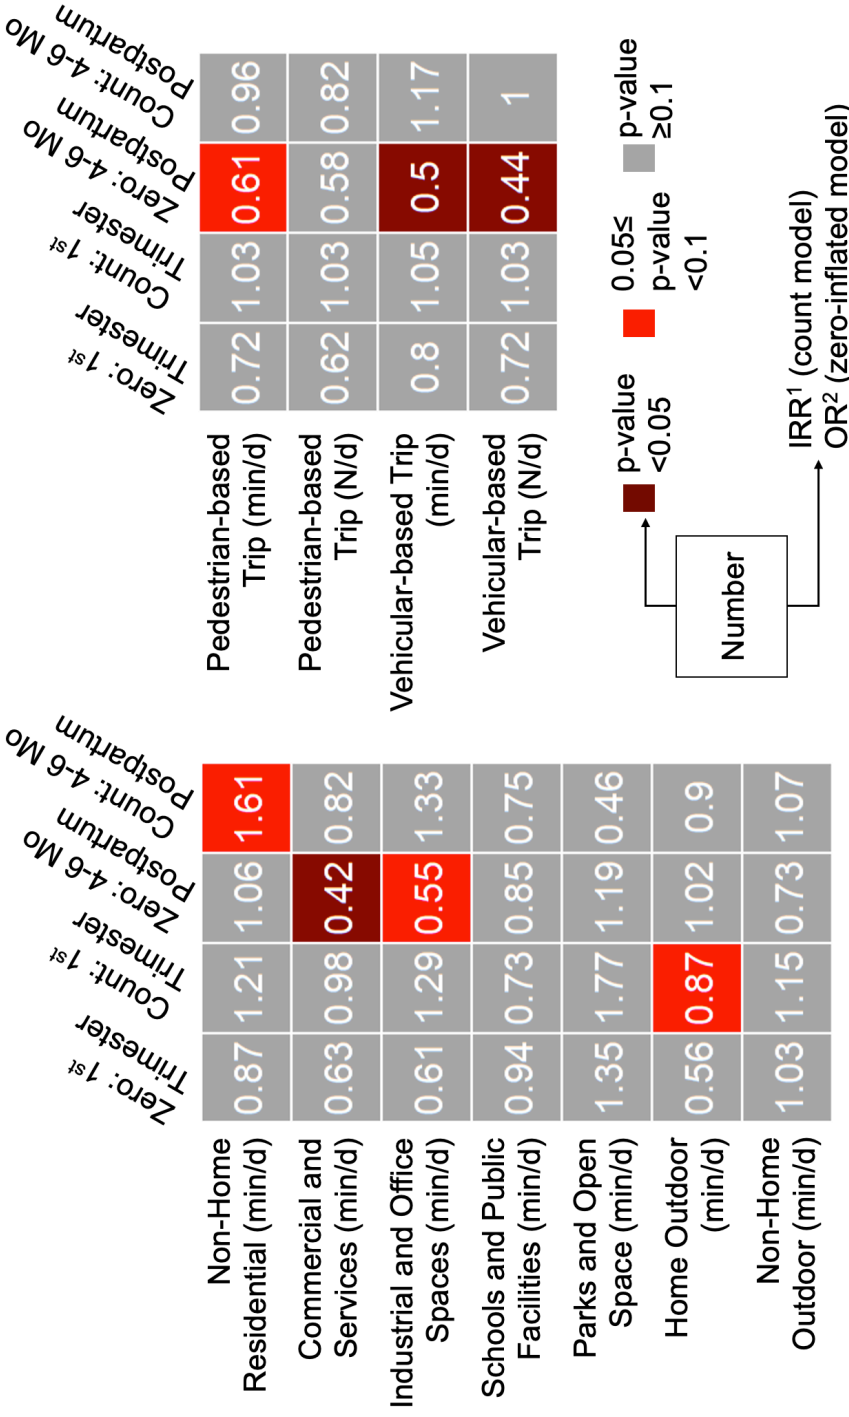 Zero: 1st
Trimester
Count: 1st
Trimester
Zero: 4-6 Mo
Postpartum
Count: 4-6 Mo
Postpartum
Non-Home
Residential (min/d)
0.87 1.21 1.06 1.61
Commercial and
Services (min/d)
0.63 0.98 0.42 0.82
Industrial and Office
Spaces (min/d)
0.61 1.29 0.55 1.33
Schools and Public
Facilities (min/d)
0.94 0.73 0.85 0.75
Parks and Open
Space (min/d)
1.35 1.77 1.19 0.46
Home Outdoor
(min/d)
0.56 0.87 1.02 0.9
Non-Home
Outdoor (min/d)
1.03 1.15 0.73 1.07
Zero: 1st
Trimester
Count: 1st
Trimester
Zero: 4-6 Mo
Postpartum
Count: 4-6 Mo
Postpartum
Pedestrian-based
Trip (min/d)
0.72 1.03 0.61 0.96
Pedestrian-based
Trip (N/d)
0.62 1.03 0.58 0.82
Vehicular-based Trip
(min/d)
0.8 1.05 0.5 1.17
Vehicular-based
Trip (N/d)
0.72 1.03 0.44 1
p-value
<0.05
0.05≤
p-value
<0.1
p-value
≥0.1
Number
IRR¹ (count model)
OR² (zero-inflated model)